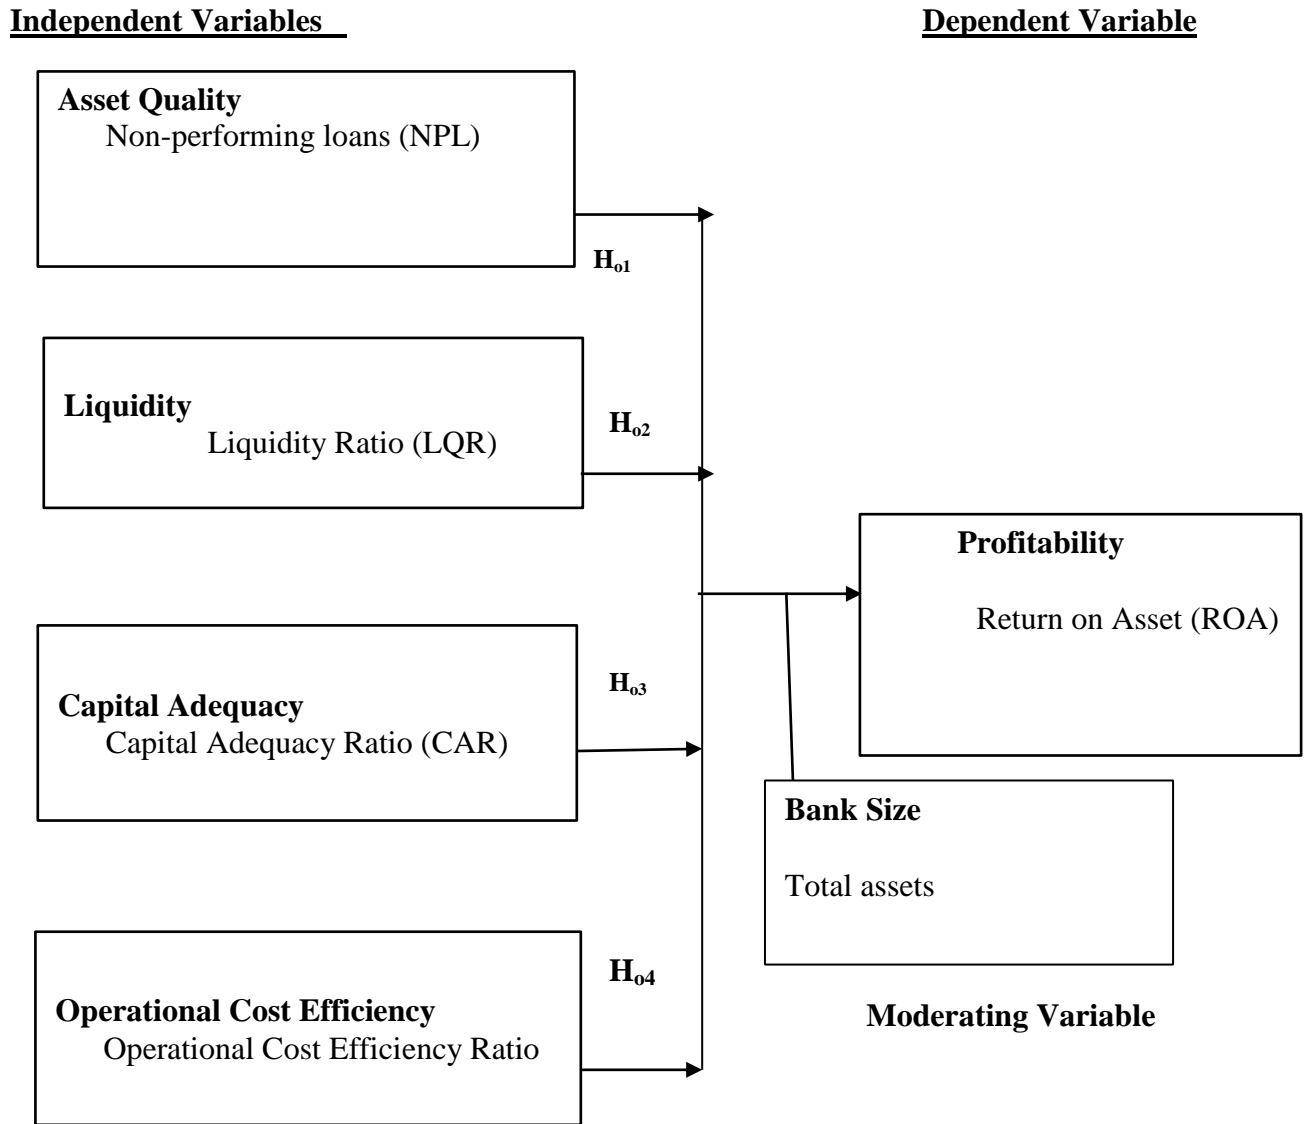 Independent Variables
Dependent Variable
Asset Quality
Non-performing loans (NPL)
Ho1
Liquidity
Liquidity Ratio (LQR)
Ho2
Profitability
Return on Asset (ROA)
Capital Adequacy
Capital Adequacy Ratio (CAR)
Ho3
Bank Size
Total assets
Moderating Variable
Operational Cost Efficiency
Operational Cost Efficiency Ratio
Ho4